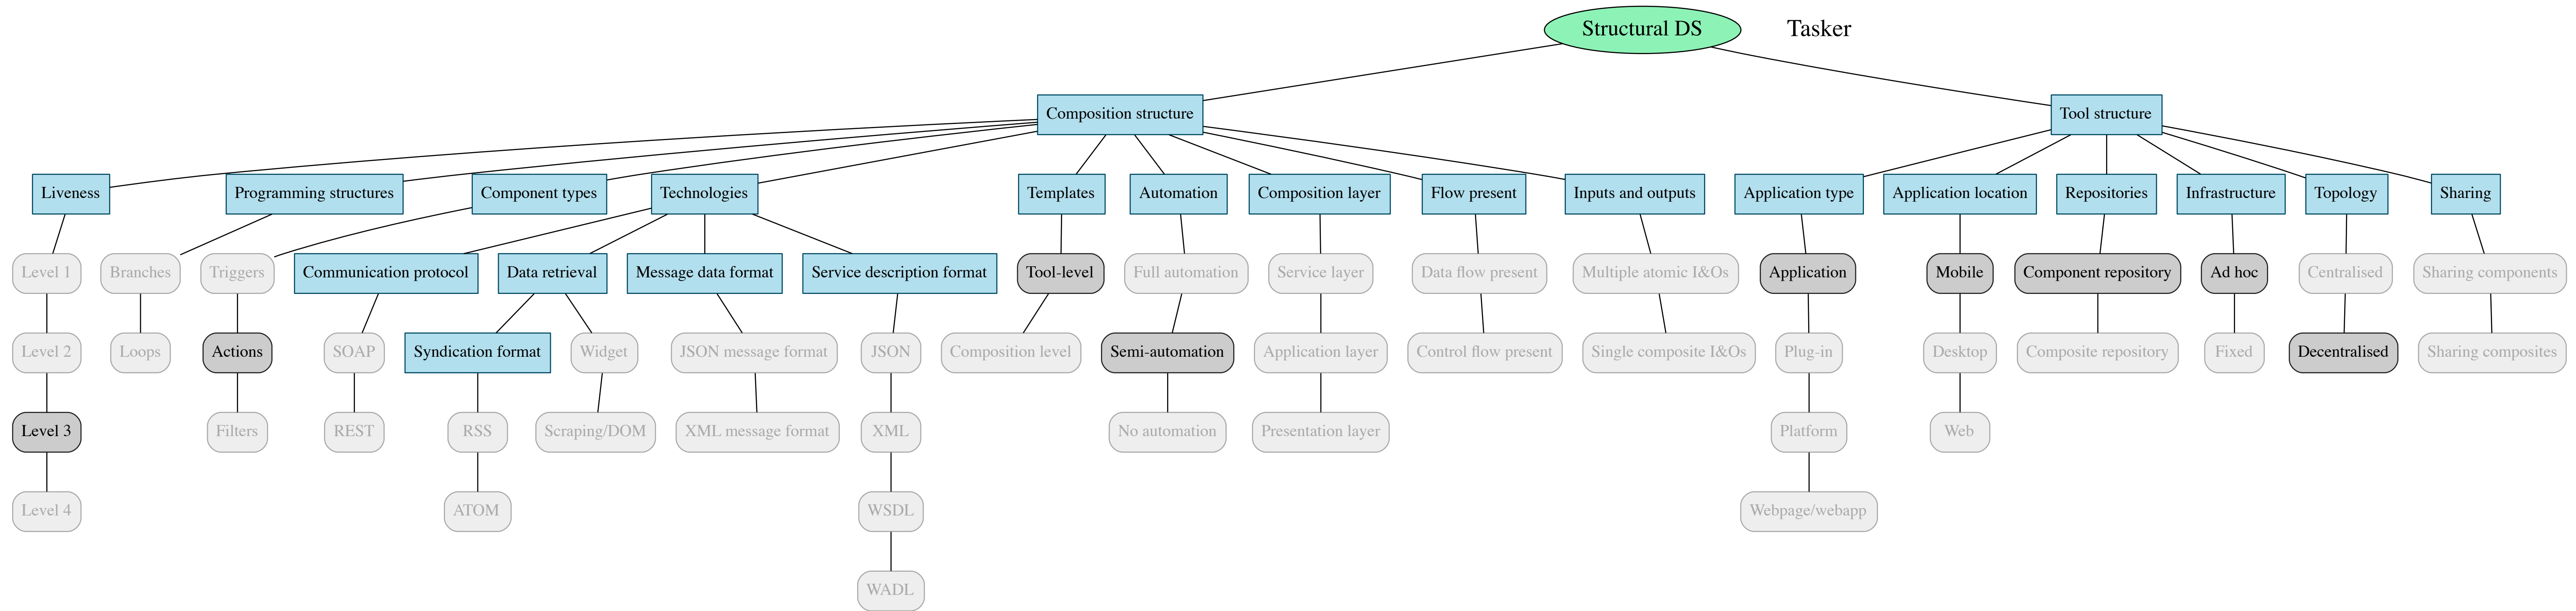 Structural DS
Tasker
Composition structure
Tool structure
Liveness
Programming structures
Component types
Technologies
Templates
Automation
Composition layer
Flow present
Inputs and outputs
Application type
Application location
Repositories
Infrastructure
Topology
Sharing
Level 1
Branches
Triggers
Communication protocol
Data retrieval
Message data format
Service description format
Tool-level
Full automation
Service layer
Data flow present
Multiple atomic I&Os
Application
Mobile
Component repository
Ad hoc
Centralised
Sharing components
Level 2
Loops
Actions
SOAP
Syndication format
Widget
JSON message format
JSON
Composition level
Semi-automation
Application layer
Control flow present
Single composite I&Os
Plug-in
Desktop
Composite repository
Fixed
Decentralised
Sharing composites
Level 3
Filters
REST
RSS
Scraping/DOM
XML message format
XML
No automation
Presentation layer
Platform
Web
Level 4
ATOM
WSDL
Webpage/webapp
WADL